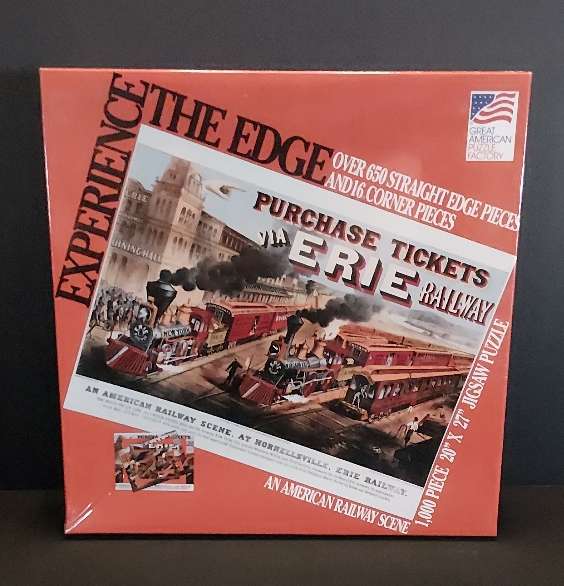 EXPERIENCE
THE EDGE
OVER 650 STRAIGHT EDGE PIECES
AND 16 CORNER PIECES
GREAT
AMERICAN
PUZZLE
FACTORY
PURCHASE TICKETS
VIA ERIE RAILWAY
DINING HALL
AN AMERICAN RAILWAY SCENE, AT HORNELLSVILLE, ERIE RAILWAY.
AN AMERICAN RAILWAY SCENE
1,000 PIECE 20" X 27" JIGSAW PUZZLE